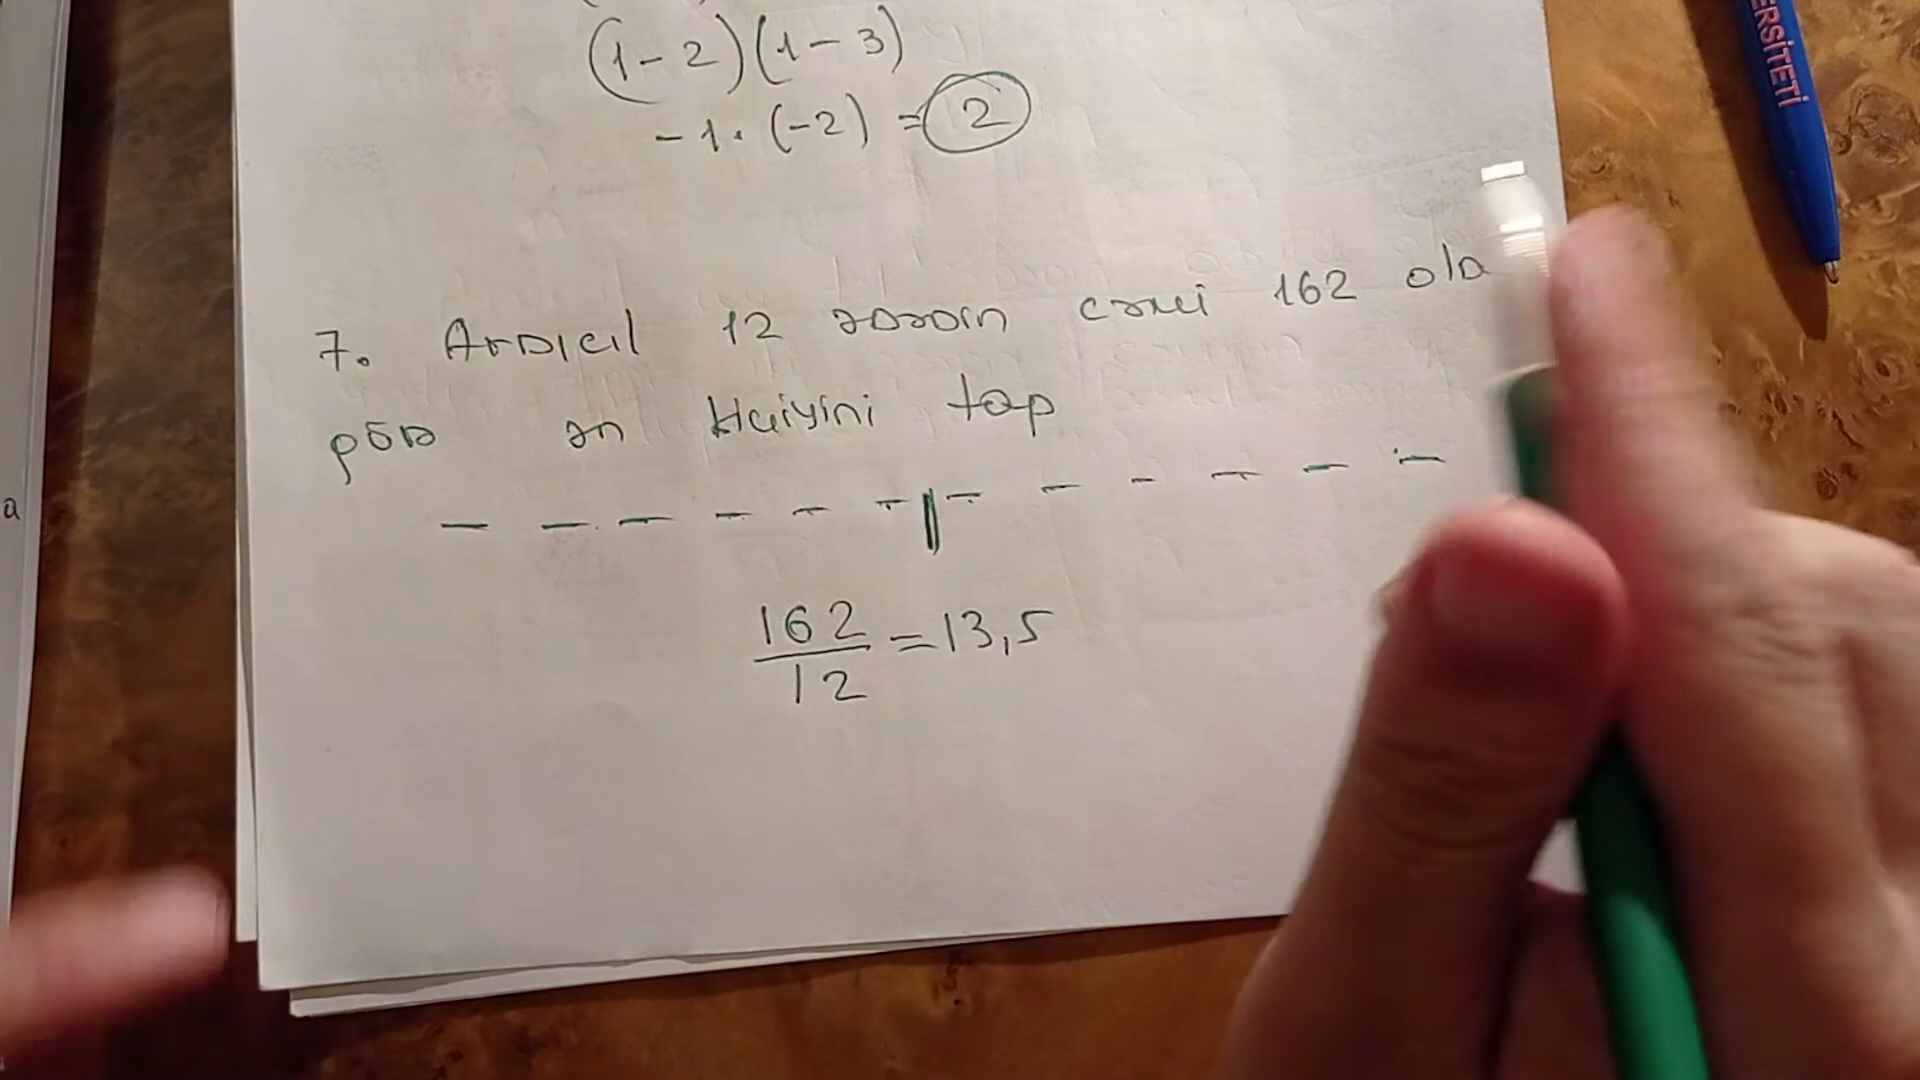 (1-2)(1-3)
-1·(-2) = 2
7. Ardıcıl 12 ədədin cəmi 162 ola
ən kiçiyini tap
162/12 = 13,5
ERSİTETİ
a